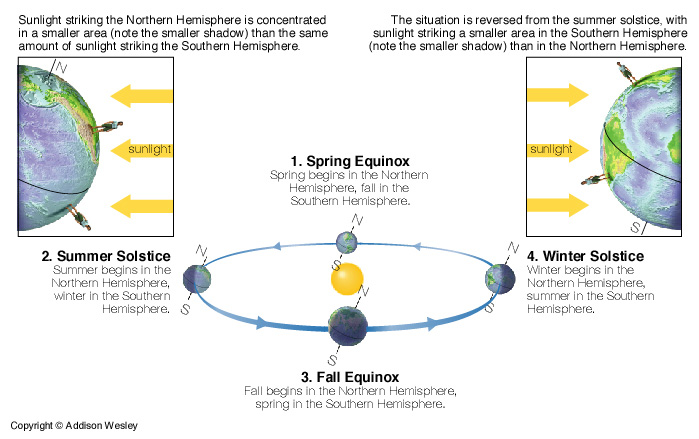 Sunlight striking the Northern Hemisphere is concentrated
in a smaller area (note the smaller shadow) than the same
amount of sunlight striking the Southern Hemisphere.
The situation is reversed from the summer solstice, with
sunlight striking a smaller area in the Southern Hemisphere
(note the smaller shadow) than in the Northern Hemisphere.
N
sunlight
sunlight
S
1. Spring Equinox
Spring begins in the Northern
Hemisphere, fall in the
Southern Hemisphere.
2. Summer Solstice
Summer begins in the
Northern Hemisphere,
winter in the Southern
Hemisphere.
N
S
N
S
N
S
N
S
4. Winter Solstice
Winter begins in the
Northern Hemisphere,
summer in the Southern
Hemisphere.
3. Fall Equinox
Fall begins in the Northern Hemisphere,
spring in the Southern Hemisphere.
Copyright © Addison Wesley